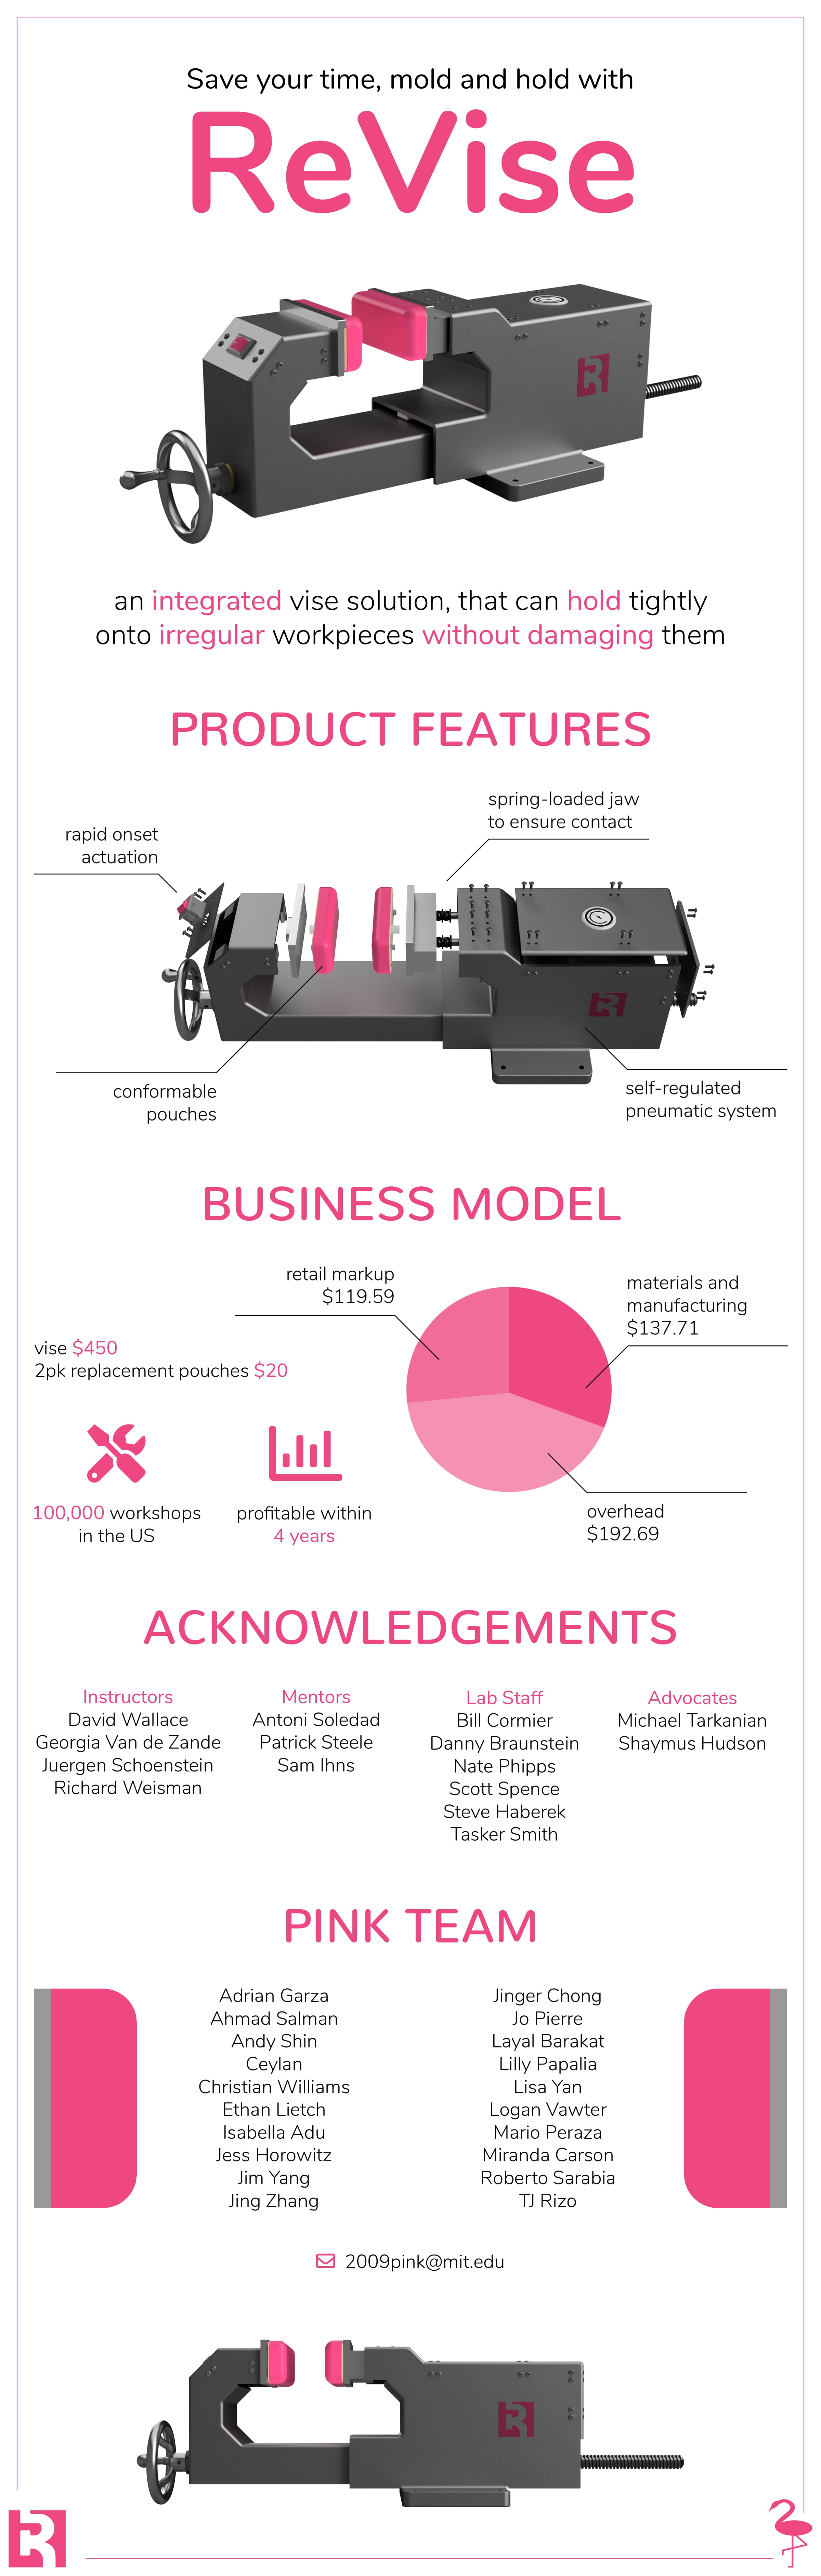 Save your time, mold and hold with
ReVise
an integrated vise solution, that can hold tightly
onto irregular workpieces without damaging them
PRODUCT FEATURES
rapid onset
actuation
spring-loaded jaw
to ensure contact
conformable
pouches
self-regulated
pneumatic system
BUSINESS MODEL
vise $450
2pk replacement pouches $20
100,000 workshops
in the US
profitable within
4 years
retail markup
$119.59
materials and
manufacturing
$137.71
overhead
$192.69
ACKNOWLEDGEMENTS
Instructors
David Wallace
Georgia Van de Zande
Juergen Schoenstein
Richard Weisman
Mentors
Antoni Soledad
Patrick Steele
Sam Ihns
Lab Staff
Bill Cormier
Danny Braunstein
Nate Phipps
Scott Spence
Steve Haberek
Tasker Smith
Advocates
Michael Tarkanian
Shaymus Hudson
PINK TEAM
Adrian Garza
Ahmad Salman
Andy Shin
Ceylan
Christian Williams
Ethan Lietch
Isabella Adu
Jess Horowitz
Jim Yang
Jing Zhang
Jinger Chong
Jo Pierre
Layal Barakat
Lilly Papalia
Lisa Yan
Logan Vawter
Mario Peraza
Miranda Carson
Roberto Sarabia
TJ Rizo
2009pink@mit.edu